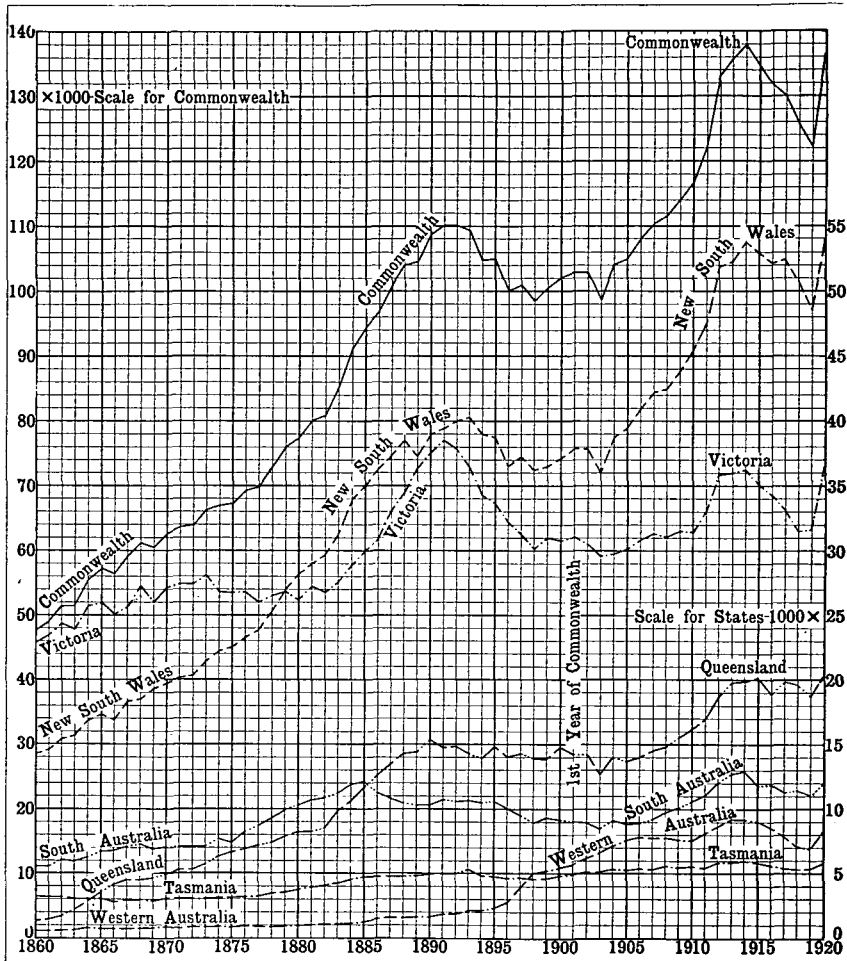 140
130
120
110
100
90
80
70
60
50
40
30
20
10
0
×1000 Scale for Commonwealth
Commonwealth
55
50
45
40
35
30
25
20
15
10
5
0
New South Wales
Commonwealth
New South Wales
Victoria
Victoria
Commonwealth
Victoria
Scale for States-1000×
1st Year of Commonwealth
New South Wales
Queensland
South Australia
South Australia
Western Australia
Queensland
Tasmania
Tasmania
Western Australia
1860 1865 1870 1875 1880 1885 1890 1895 1900 1905 1910 1915 1920